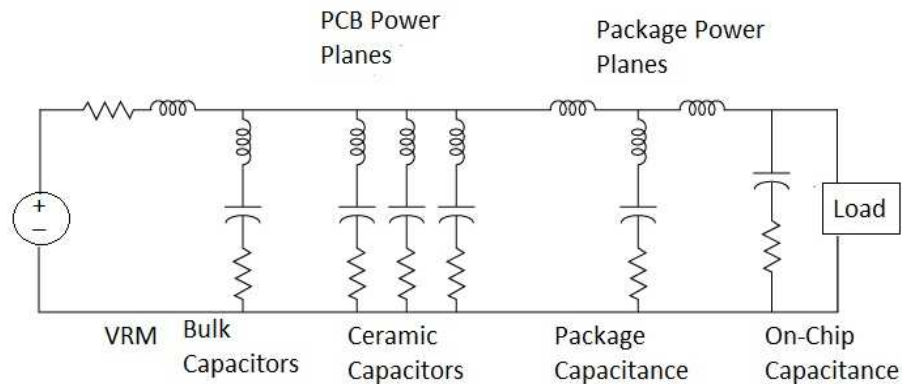 PCB Power
Planes
Package Power
Planes
+
−
Load
VRM
Bulk
Capacitors
Ceramic
Capacitors
Package
Capacitance
On-Chip
Capacitance